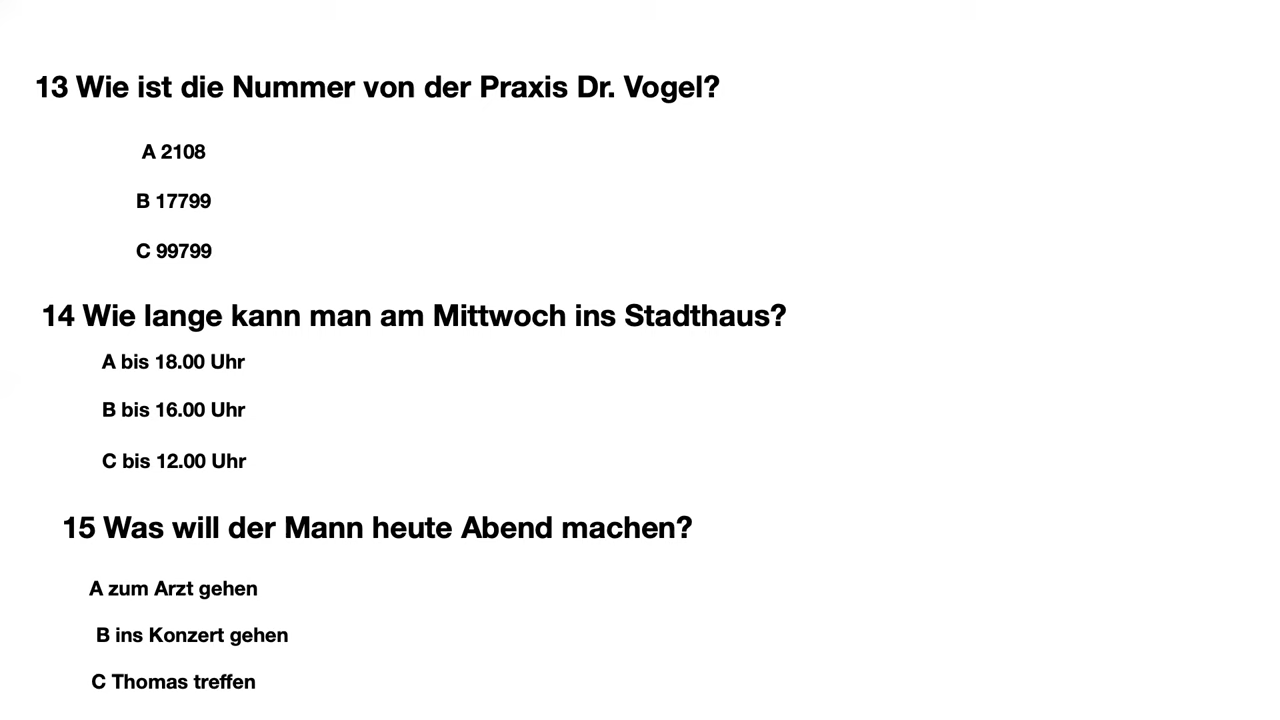 13 Wie ist die Nummer von der Praxis Dr. Vogel?
A 2108
B 17799
C 99799
14 Wie lange kann man am Mittwoch ins Stadthaus?
A bis 18.00 Uhr
B bis 16.00 Uhr
C bis 12.00 Uhr
15 Was will der Mann heute Abend machen?
A zum Arzt gehen
B ins Konzert gehen
C Thomas treffen